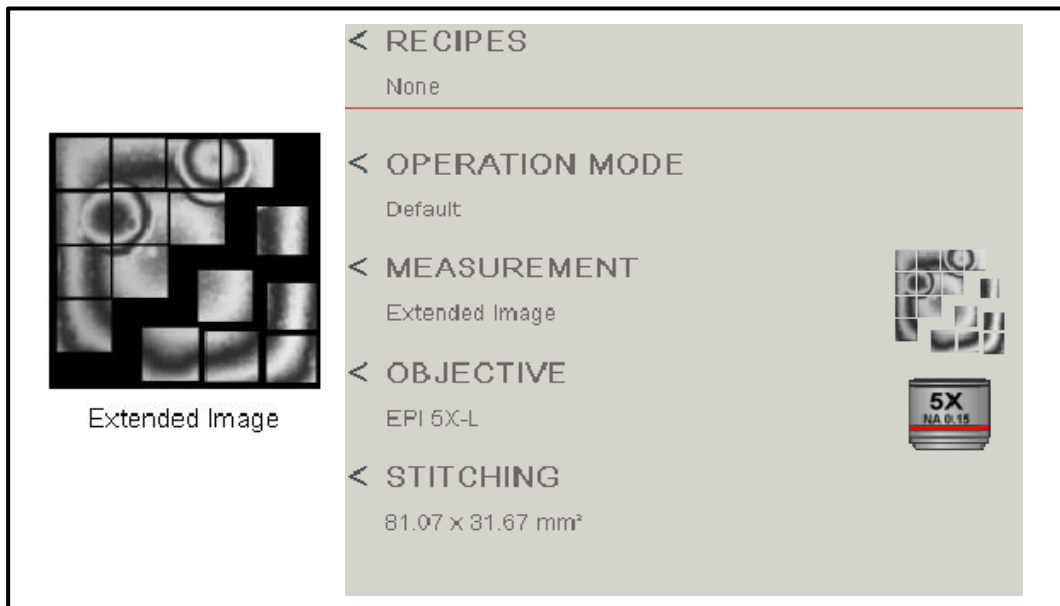 Extended Image
< RECIPES
None
< OPERATION MODE
Default
< MEASUREMENT
Extended Image
< OBJECTIVE
EPI 5X-L
5X
NA 0.15
< STITCHING
81.07 x 31.67 mm²